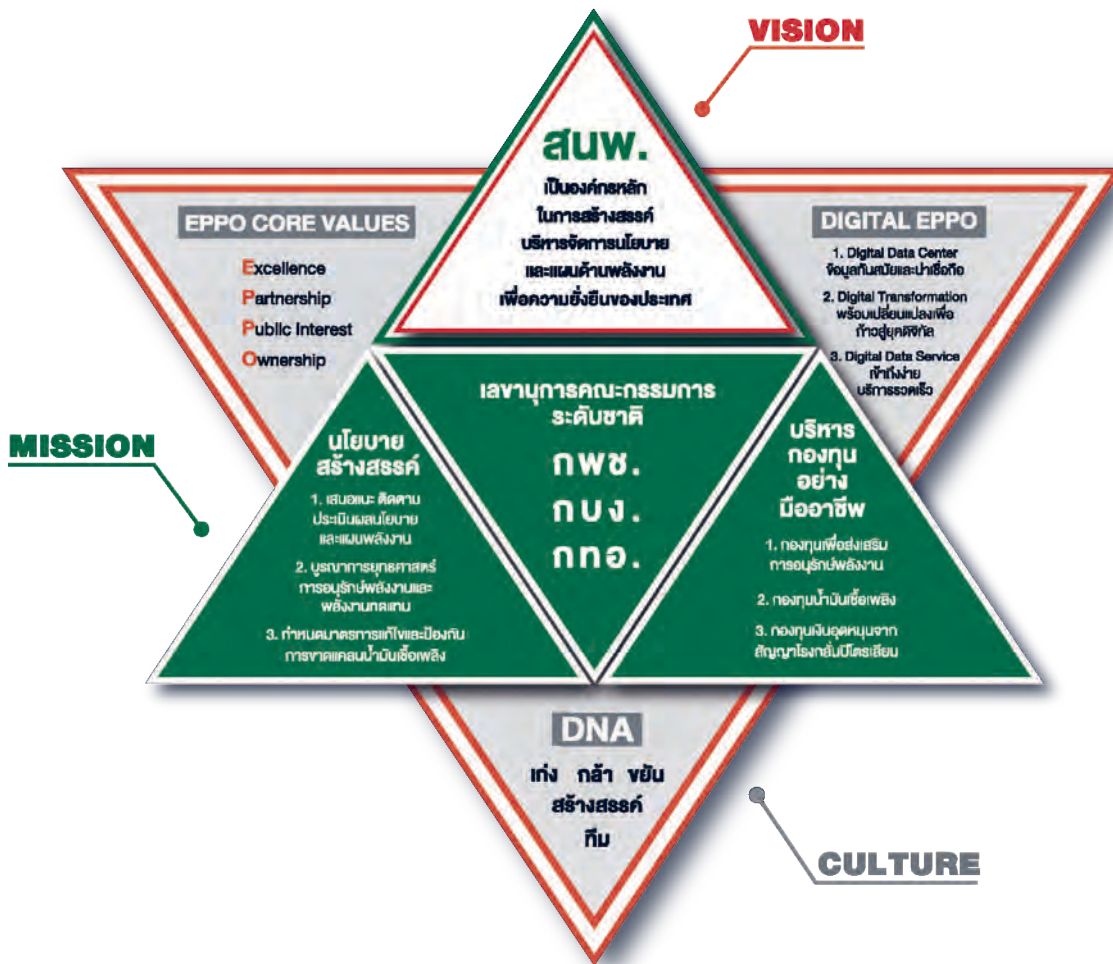 VISION
สนพ.
เป็นองค์กรหลัก
ในการสร้างสรรค์
บริหารจัดการนโยบาย
และแผนด้านพลังงาน
เพื่อความยั่งยืนของประเทศ
EPPO CORE VALUES
Excellence
Partnership
Public Interest
Ownership
DIGITAL EPPO
1. Digital Data Center
ข้อมูลทันสมัยและน่าเชื่อถือ
2. Digital Transformation
พร้อมเปลี่ยนแปลงเพื่อ
ก้าวสู่ยุคดิจิทัล
3. Digital Data Service
เข้าถึงง่าย
บริการรวดเร็ว
MISSION
นโยบาย
สร้างสรรค์
1. เสนอแนะ ติดตาม
ประเมินผลนโยบาย
และแผนพลังงาน
2. บูรณาการยุทธศาสตร์
การอนุรักษ์พลังงานและ
พลังงานทดแทน
3. กำหนดมาตรการแก้ไขและป้องกัน
การขาดแคลนน้ำมันเชื้อเพลิง
เลขานุการคณะกรรมการ
ระดับชาติ
กพช.
กบง.
กทอ.
บริหาร
กองทุน
อย่าง
มืออาชีพ
1. กองทุนเพื่อส่งเสริม
การอนุรักษ์พลังงาน
2. กองทุนน้ำมันเชื้อเพลิง
3. กองทุนเงินอุดหนุนจาก
สัญญาโรงกลั่นปิโตรเลียม
DNA
เก่ง กล้า ขยัน
สร้างสรรค์
ทีม
CULTURE